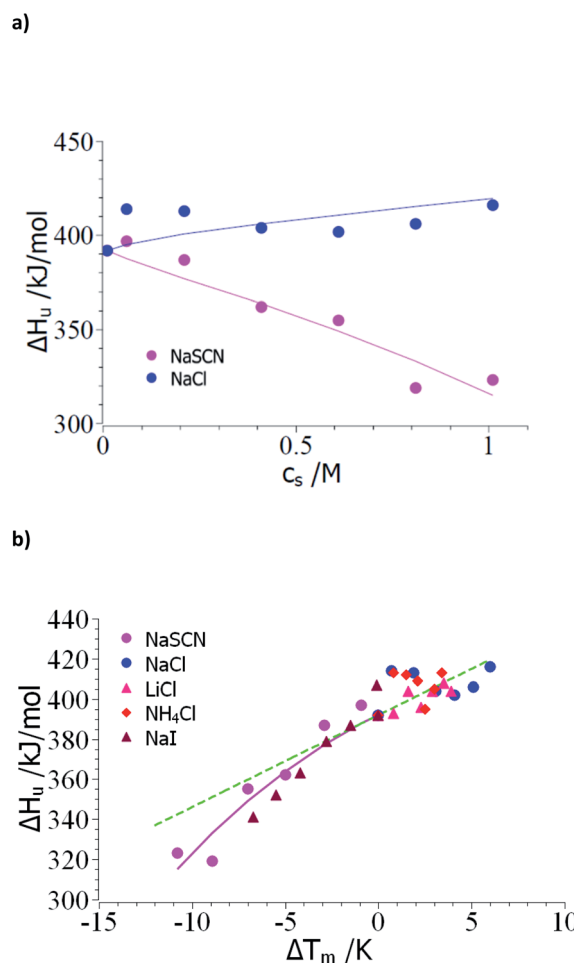 a)
450
400
350
300
ΔHᵤ /kJ/mol
NaSCN
NaCl
0
0.5
1
cₛ /M
b)
440
420
400
380
360
340
320
300
ΔHᵤ /kJ/mol
NaSCN
NaCl
LiCl
NH₄Cl
NaI
-15
-10
-5
0
5
10
ΔTₘ /K